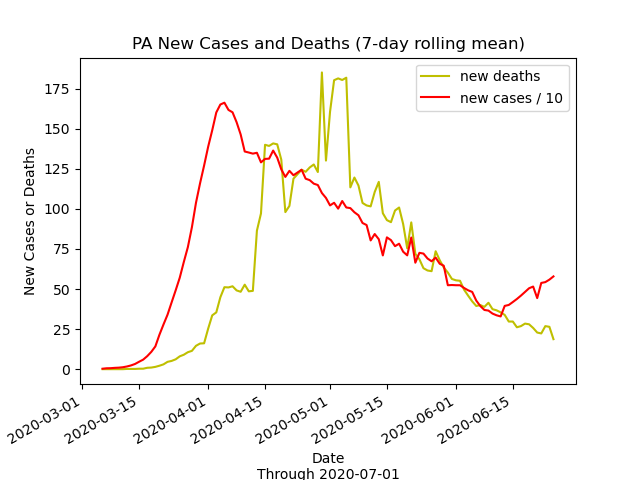 PA New Cases and Deaths (7-day rolling mean)
new deaths
new cases / 10
175
150
125
100
75
50
25
0
New Cases or Deaths
2020-03-01
2020-03-15
2020-04-01
2020-04-15
2020-05-01
2020-05-15
2020-06-01
2020-06-15
Date
Through 2020-07-01